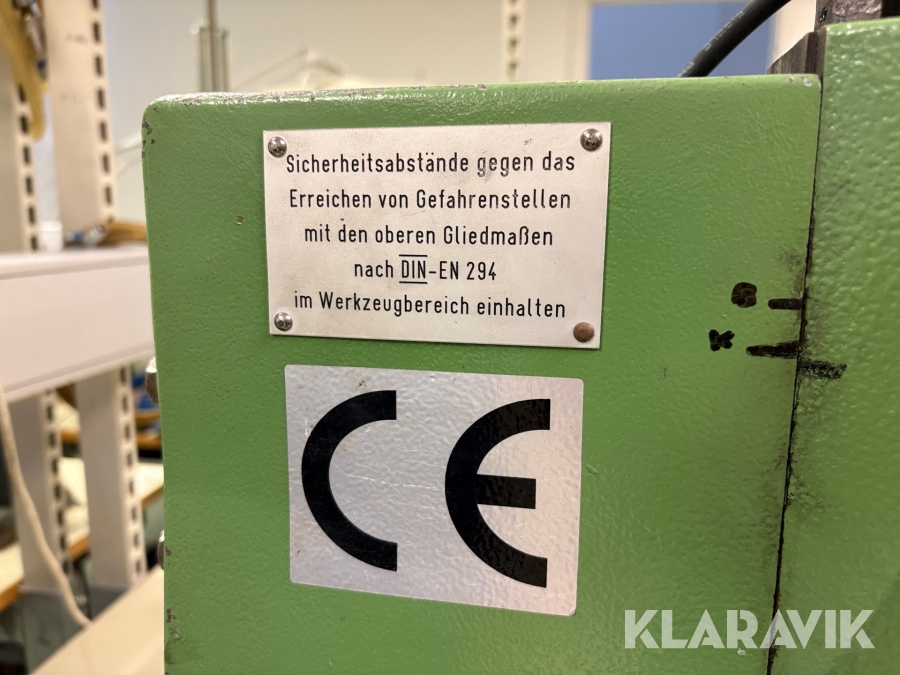 Sicherheitsabstände gegen das
Erreichen von Gefahrenstellen
mit den oberen Gliedmaßen
nach DIN-EN 294
im Werkzeugbereich einhalten
CE
KLARAVIK